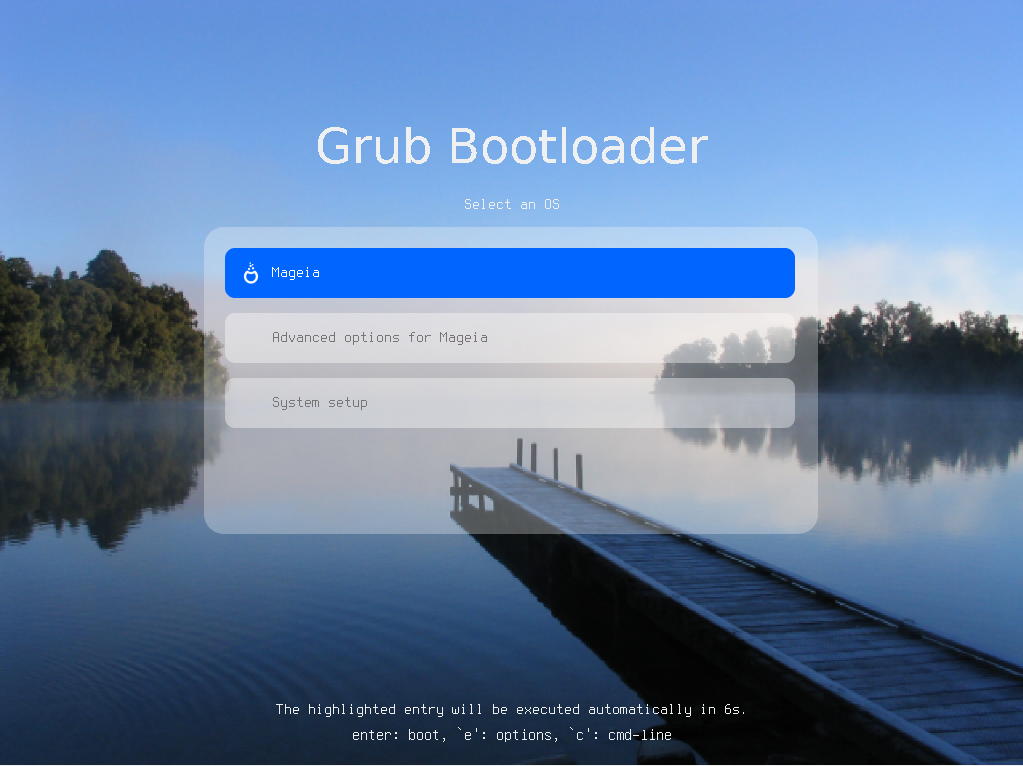 Grub Bootloader
Select an OS
Mageia
Advanced options for Mageia
System setup
The highlighted entry will be executed automatically in 6s.
enter: boot, `e': options, `c': cmd-line